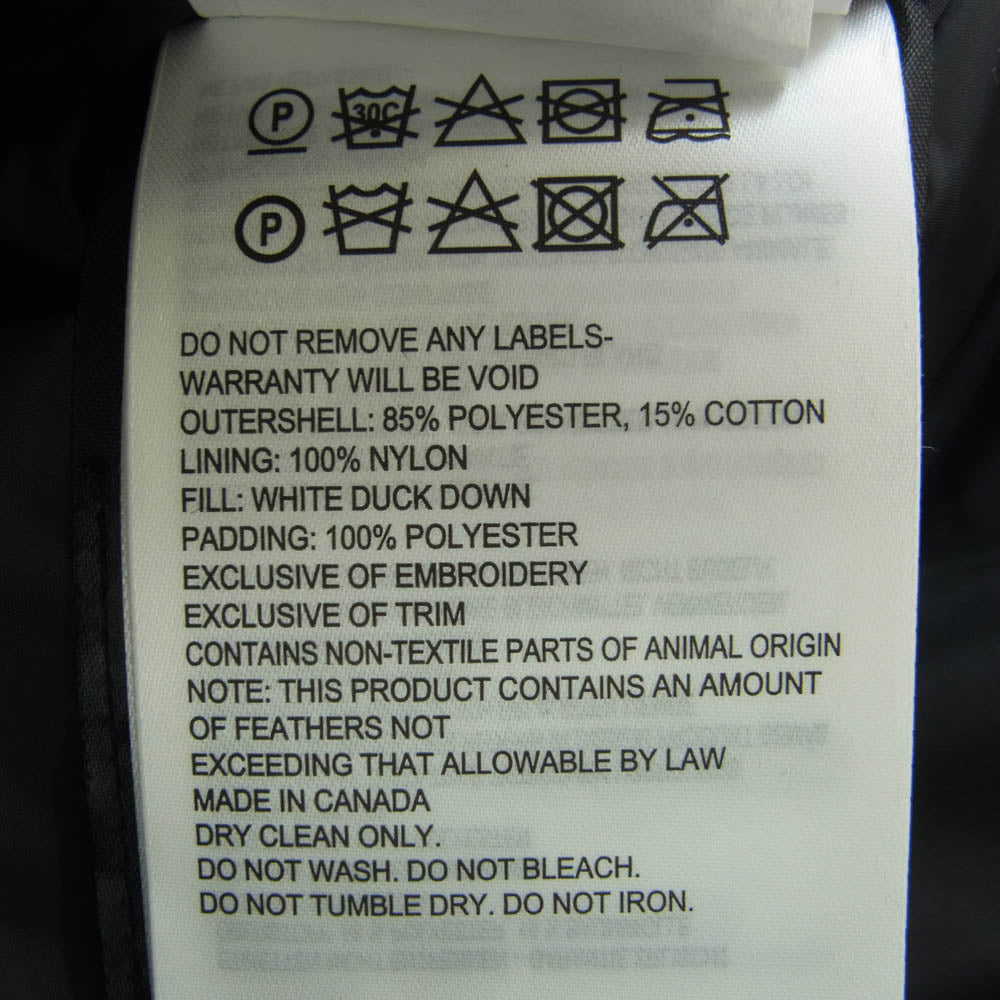 P 30C
P
DO NOT REMOVE ANY LABELS-
WARRANTY WILL BE VOID
OUTERSHELL: 85% POLYESTER, 15% COTTON
LINING: 100% NYLON
FILL: WHITE DUCK DOWN
PADDING: 100% POLYESTER
EXCLUSIVE OF EMBROIDERY
EXCLUSIVE OF TRIM
CONTAINS NON-TEXTILE PARTS OF ANIMAL ORIGIN
NOTE: THIS PRODUCT CONTAINS AN AMOUNT
OF FEATHERS NOT
EXCEEDING THAT ALLOWABLE BY LAW
MADE IN CANADA
DRY CLEAN ONLY.
DO NOT WASH. DO NOT BLEACH.
DO NOT TUMBLE DRY. DO NOT IRON.